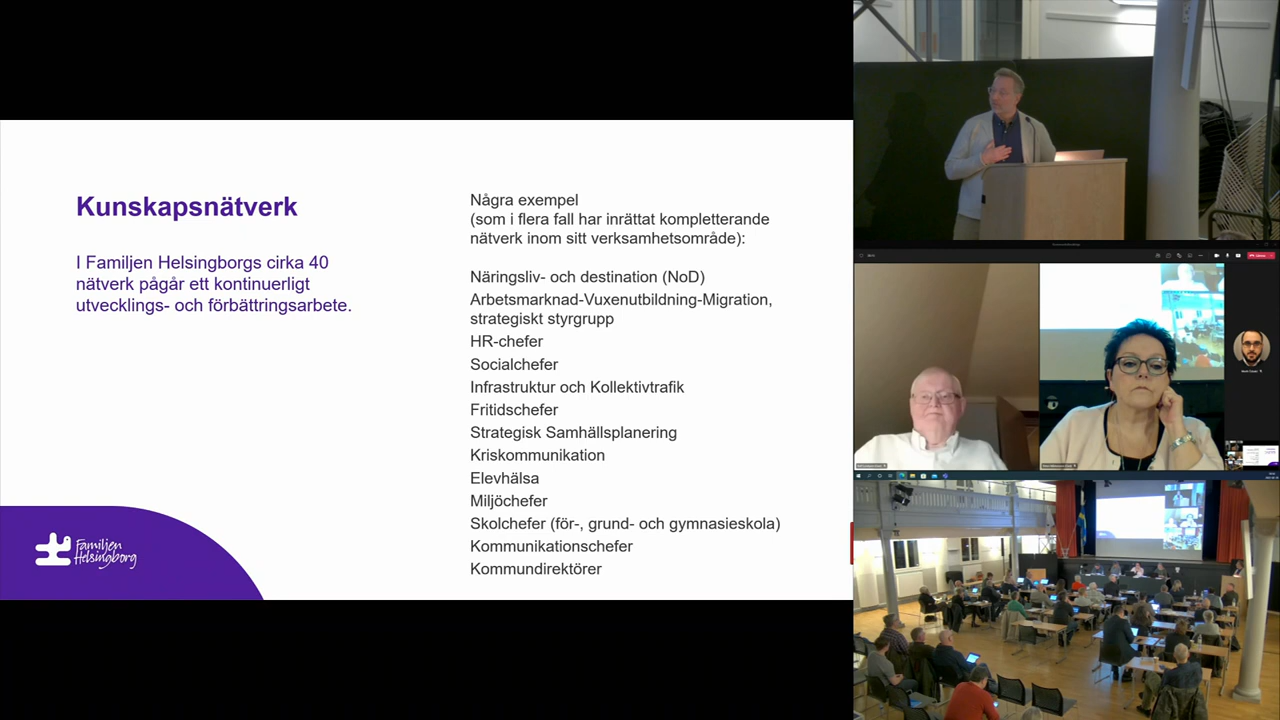 Kunskapsnätverk
I Familjen Helsingborgs cirka 40
nätverk pågår ett kontinuerligt
utvecklings- och förbättringsarbete.
Några exempel
(som i flera fall har inrättat kompletterande
nätverk inom sitt verksamhetsområde):
Näringsliv- och destination (NoD)
Arbetsmarknad-Vuxenutbildning-Migration,
strategiskt styrgrupp
HR-chefer
Socialchefer
Infrastruktur och Kollektivtrafik
Fritidschefer
Strategisk Samhällsplanering
Kriskommunikation
Elevhälsa
Miljöchefer
Skolchefer (för-, grund- och gymnasieskola)
Kommunikationschefer
Kommundirektörer
Familjen
Helsingborg